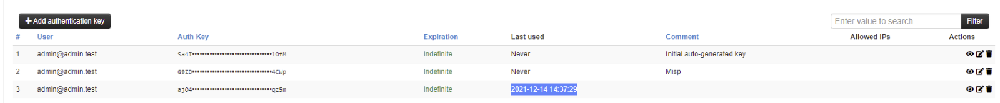 Add authentication key Enter value to search Filter
# User Auth Key Expiration Last used Comment Allowed IPs Actions
1 admin@admin.test Sa4T••••••••••••••••••••••••••••••••lOfM Indefinite Never Initial auto-generated key
2 admin@admin.test G9ZD••••••••••••••••••••••••••••••••4CWp Indefinite Never Misp
3 admin@admin.test ajO4••••••••••••••••••••••••••••••••qz5m Indefinite 2021-12-14 14:37:29